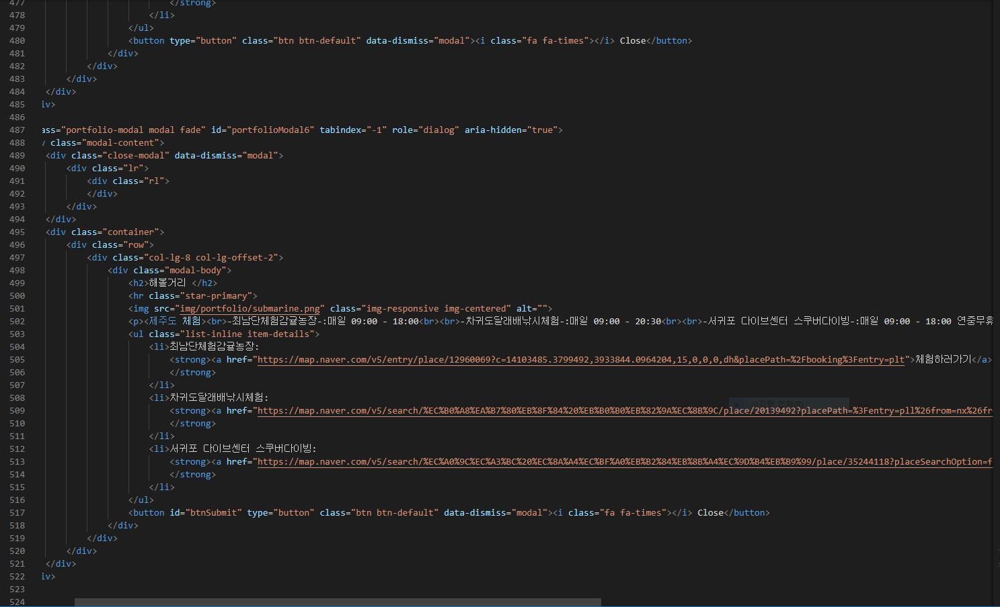 477 </strong>
478 </li>
479 </ul>
480 <button type="button" class="btn btn-default" data-dismiss="modal"><i class="fa fa-times"></i> Close</button>
481 </div>
482 </div>
483 </div>
484 </div>
485 iv>
486
487 ass="portfolio-modal modal fade" id="portfolioModal6" tabindex="-1" role="dialog" aria-hidden="true">
488 class="modal-content">
489 <div class="close-modal" data-dismiss="modal">
490 <div class="lr">
491 <div class="rl">
492 </div>
493 </div>
494 </div>
495 <div class="container">
496 <div class="row">
497 <div class="col-lg-8 col-lg-offset-2">
498 <div class="modal-body">
499 <h2>해볼거리 </h2>
500 <hr class="star-primary">
501 <img src="img/portfolio/submarine.png" class="img-responsive img-centered" alt="">
502 <p><제주도 체험><br>-최남단체험감귤농장-:매일 09:00 - 18:00<br><br>-차귀도달래배낚시체험-:매일 09:00 - 20:30<br><br>-서귀포 다이브센터 스쿠버다이빙-:매일 09:00 - 18:00 연중무휴
503 <ul class="list-inline item-details">
504 <li>최남단체험감귤농장:
505 <strong><a href="https://map.naver.com/v5/entry/place/12960069?c=14103485.3799492,3933844.0964204,15,0,0,0,dh&placePath=%2Fbooking%3Fentry=plt">체험하러가기</a>
506 </strong>
507 </li>
508 <li>차귀도달래배낚시체험:
509 <strong><a href="https://map.naver.com/v5/search/%EC%B0%A8%EA%B7%80%EB%8F%84%20%EB%B0%B0%EB%82%9A%EC%8B%9C/place/20139492?placePath=%3Fentry=pll%26from=nx%26fr
510 </strong>
511 </li>
512 <li>서귀포 다이브센터 스쿠버다이빙:
513 <strong><a href="https://map.naver.com/v5/search/%EC%A0%9C%EC%A3%BC%20%EC%8A%A4%EC%BF%A0%EB%B2%84%EB%8B%A4%EC%9D%B4%EB%B9%99/place/35244118?placeSearchOption=f
514 </strong>
515 </li>
516 </ul>
517 <button id="btnSubmit" type="button" class="btn btn-default" data-dismiss="modal"><i class="fa fa-times"></i> Close</button>
518 </div>
519 </div>
520 </div>
521 </div>
522 iv>
523
524